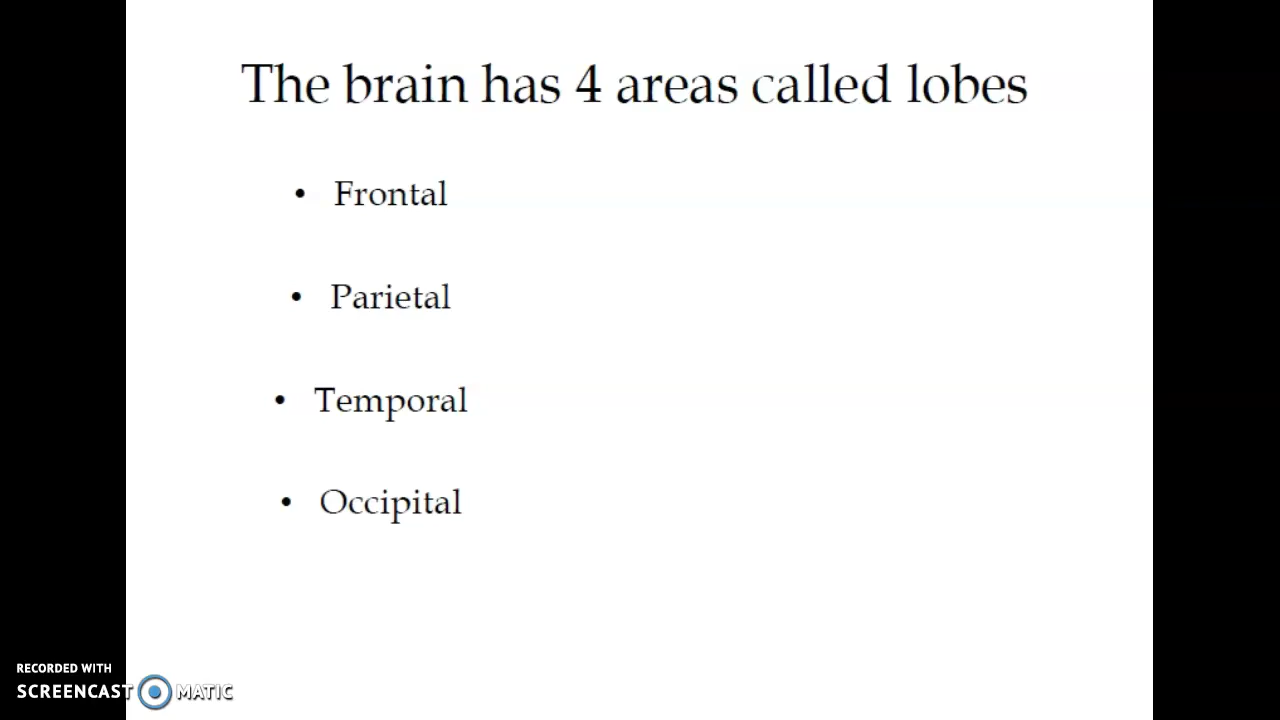 The brain has 4 areas called lobes
• Frontal
• Parietal
• Temporal
• Occipital
RECORDED WITH
SCREENCAST MATIC